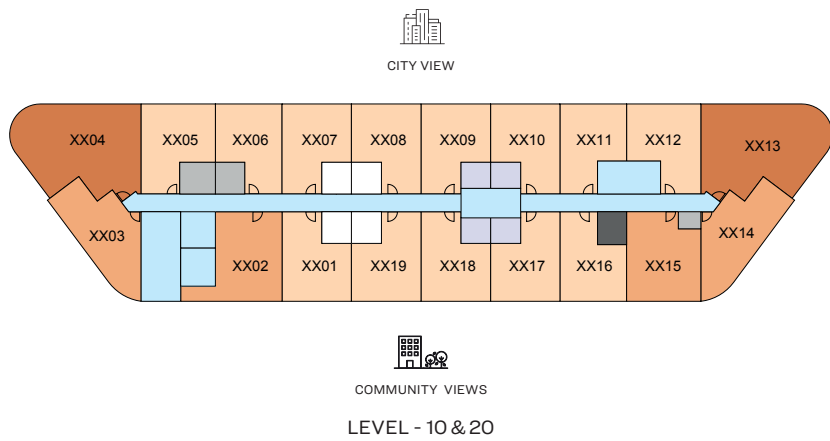 CITY VIEW
XX04
XX05
XX06
XX07
XX08
XX09
XX10
XX11
XX12
XX13
XX03
XX02
XX01
XX19
XX18
XX17
XX16
XX15
XX14
COMMUNITY VIEWS
LEVEL - 10 & 20